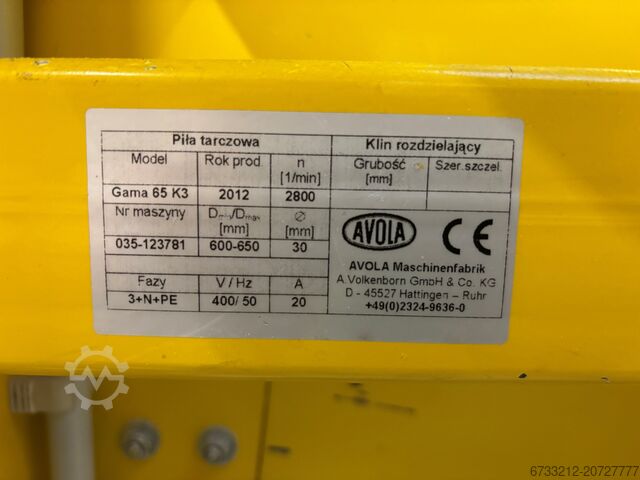 Piła tarczowa Klin rozdzielający
Model Rok prod. n [1/min] Grubość [mm] Szer.szczel.
Gama 65 K3 2012 2800
Nr maszyny Dmin/Dmax [mm] ∅ [mm]
035-123781 600-650 30
AVOLA CE
AVOLA Maschinenfabrik
A.Volkenborn GmbH & Co. KG
D - 45527 Hattingen – Ruhr
+49(0)2324-9636-0
Fazy V / Hz A
3+N+PE 400/ 50 20
6733212-20727777